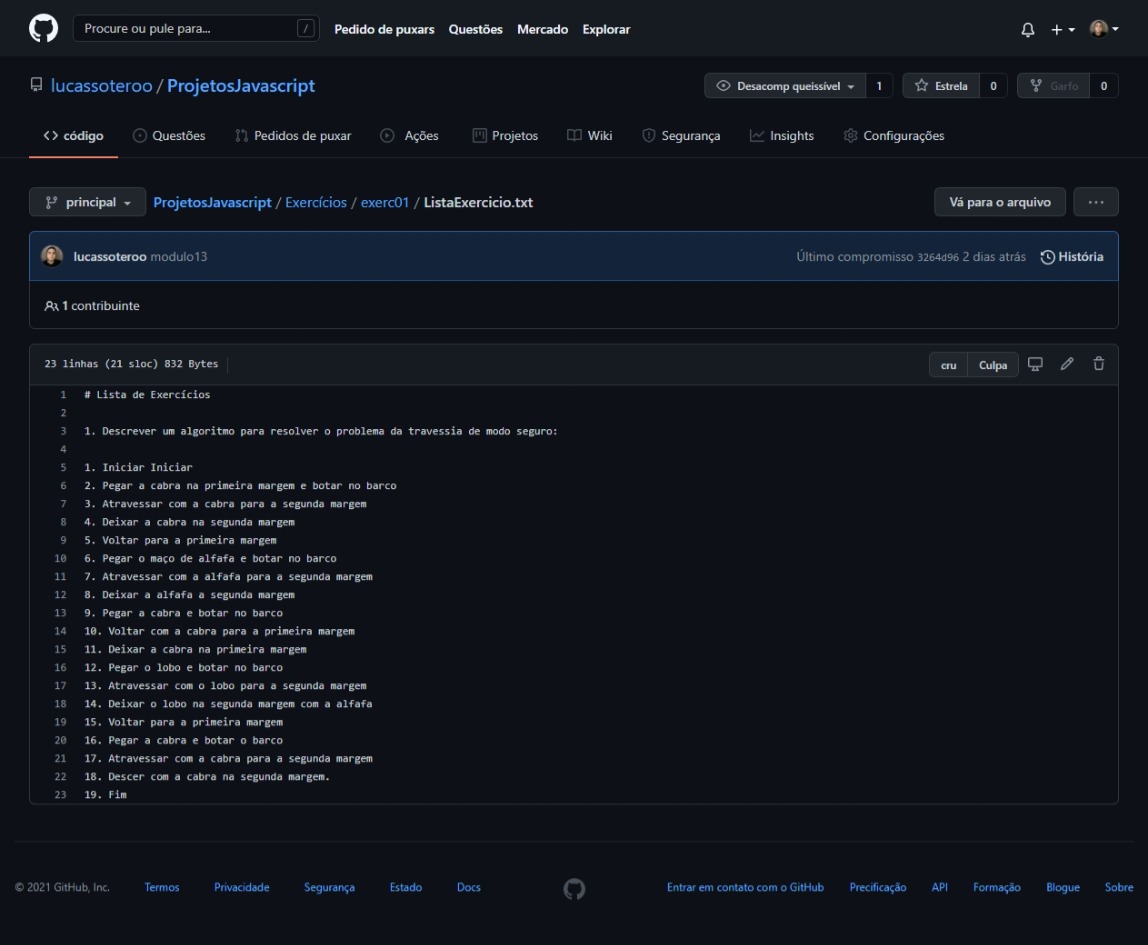 Procure ou pule para... / Pedido de puxars Questões Mercado Explorar
lucassoteroo / ProjetosJavascript Desacomp queissível 1 Estrela 0 Garfo 0
código Questões Pedidos de puxar Ações Projetos Wiki Segurança Insights Configurações
principal ProjetosJavascript / Exercícios / exerc01 / ListaExercicio.txt Vá para o arquivo ...
lucassoteroo modulo13 Último compromisso 3264d96 2 dias atrás História
1 contribuinte
23 linhas (21 sloc) 832 Bytes cru Culpa
1 # Lista de Exercícios
2
3 1. Descrever um algoritmo para resolver o problema da travessia de modo seguro:
4
5 1. Iniciar Iniciar
6 2. Pegar a cabra na primeira margem e botar no barco
7 3. Atravessar com a cabra para a segunda margem
8 4. Deixar a cabra na segunda margem
9 5. Voltar para a primeira margem
10 6. Pegar o maço de alfafa e botar no barco
11 7. Atravessar com a alfafa para a segunda margem
12 8. Deixar a alfafa a segunda margem
13 9. Pegar a cabra e botar no barco
14 10. Voltar com a cabra para a primeira margem
15 11. Deixar a cabra na primeira margem
16 12. Pegar o lobo e botar no barco
17 13. Atravessar com o lobo para a segunda margem
18 14. Deixar o lobo na segunda margem com a alfafa
19 15. Voltar para a primeira margem
20 16. Pegar a cabra e botar o barco
21 17. Atravessar com a cabra para a segunda margem
22 18. Descer com a cabra na segunda margem.
23 19. Fim
© 2021 GitHub, Inc. Termos Privacidade Segurança Estado Docs Entrar em contato com o GitHub Precificação API Formação Blogue Sobre